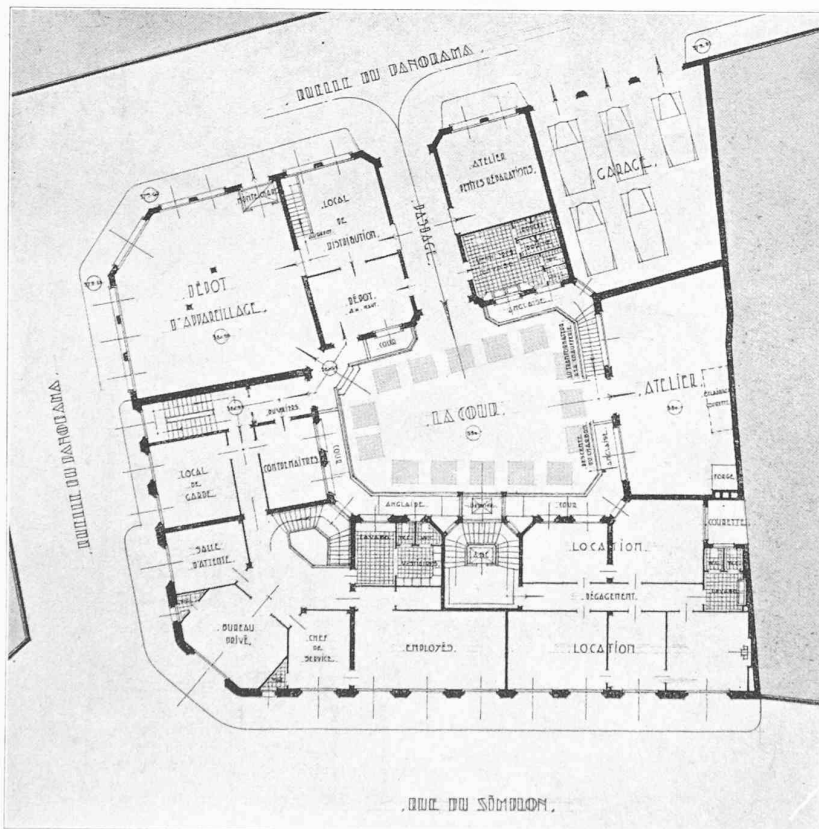 RUELLE DU PANORAMA.
GARAGE.
ATELIER
PETITES RÉPARATIONS.
PASSAGE.
LOCAL
DE
DISTRIBUTION.
DÉPOT
D'APPAREILLAGE.
DÉPOT
ANGLAISE
COUR
LA COUR.
ATELIER
FORGE.
RUELLE DU PANORAMA.
OUVRIERS
CONTREMAÎTRES
LOCAL
DE
GARDE.
SALLE
D'ATTENTE
BUREAU
PRIVÉ.
CHEF
DE
SERVICE.
ANGLAISE
COUR
LAVABO.
ASC
COURETTE
LOCATION.
DÉGAGEMENT.
EMPLOYÉS.
LOCATION.
RUE DU SIMPLON.